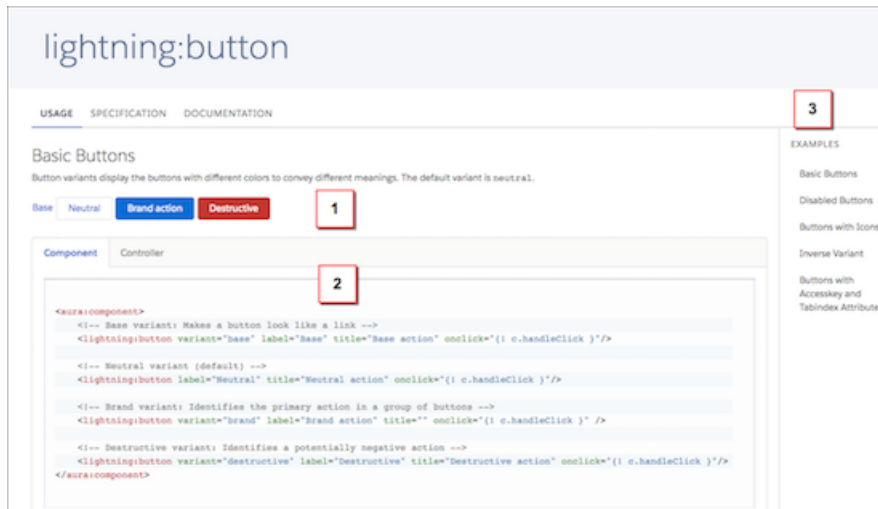 lightning:button
USAGE SPECIFICATION DOCUMENTATION
3
Basic Buttons
Button variants display the buttons with different colors to convey different meanings. The default variant is neutral.
Base Neutral Brand action Destructive
1
Component Controller
2
<aura:component>
<!-- Base variant: Makes a button look like a link -->
<lightning:button variant="base" label="Base" title="Base action" onclick="{! c.handleClick }"/>
<!-- Neutral variant (default) -->
<lightning:button label="Neutral" title="Neutral action" onclick="{! c.handleClick }"/>
<!-- Brand variant: Identifies the primary action in a group of buttons -->
<lightning:button variant="brand" label="Brand action" title="" onclick="{! c.handleClick }" />
<!-- Destructive variant: Identifies a potentially negative action -->
<lightning:button variant="destructive" label="Destructive" title="Destructive action" onclick="{! c.handleClick }"/>
</aura:component>
EXAMPLES
Basic Buttons
Disabled Buttons
Buttons with Icons
Inverse Variant
Buttons with
Accesskey and
Tabindex Attribute